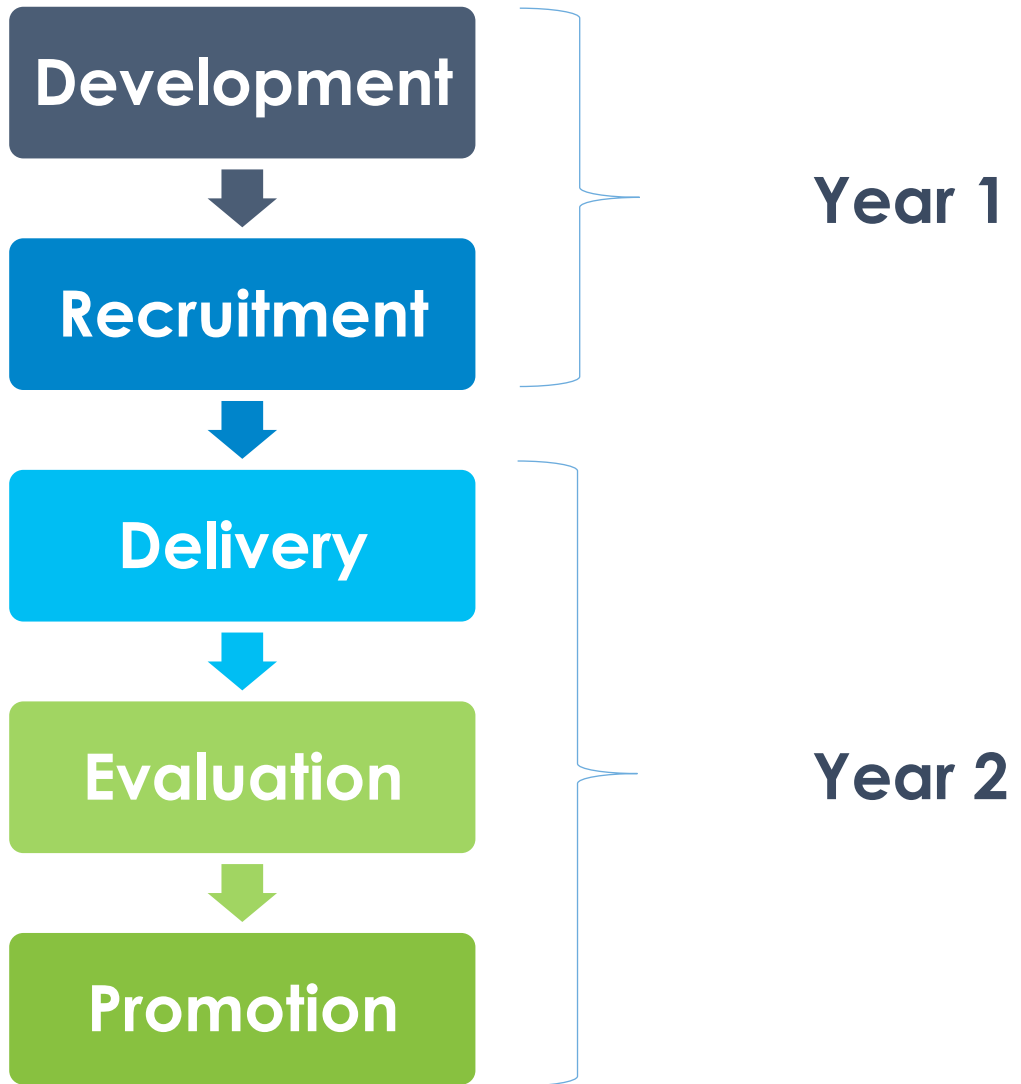 Development
Year 1
Recruitment
Delivery
Evaluation
Year 2
Promotion